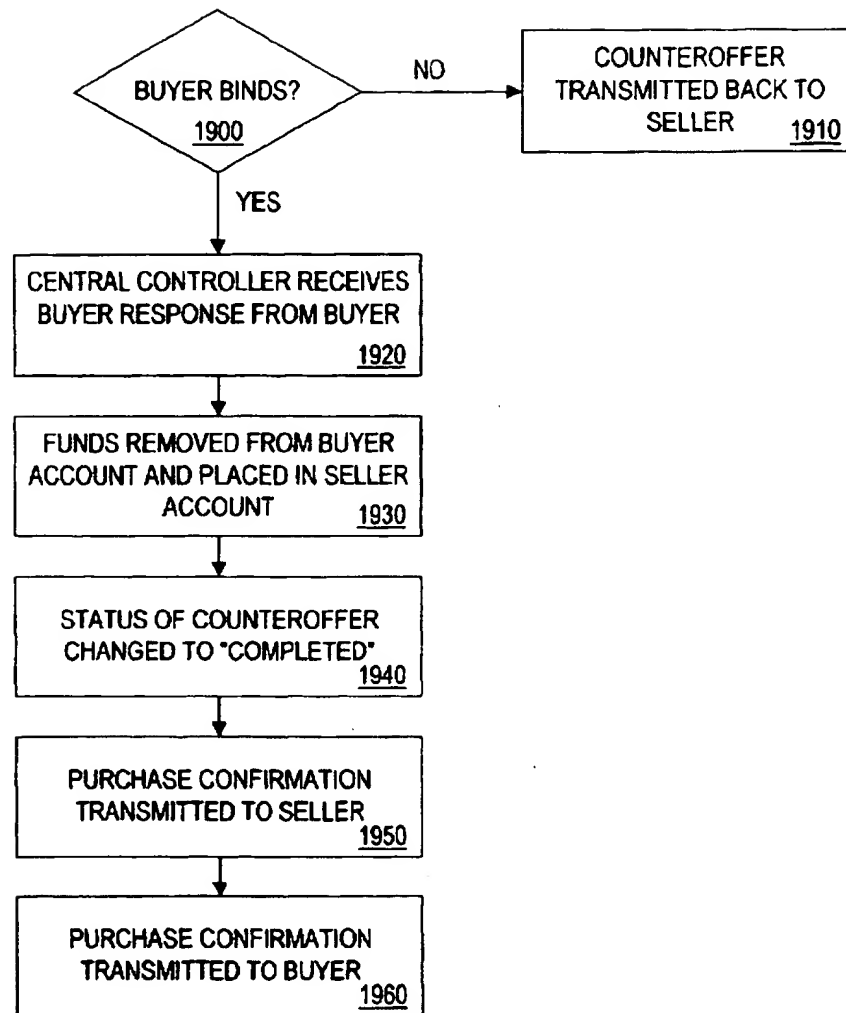 BUYER BINDS?
1900
NO
COUNTEROFFER
TRANSMITTED BACK TO
SELLER
1910
YES
CENTRAL CONTROLLER RECEIVES
BUYER RESPONSE FROM BUYER
1920
FUNDS REMOVED FROM BUYER
ACCOUNT AND PLACED IN SELLER
ACCOUNT
1930
STATUS OF COUNTEROFFER
CHANGED TO "COMPLETED"
1940
PURCHASE CONFIRMATION
TRANSMITTED TO SELLER
1950
PURCHASE CONFIRMATION
TRANSMITTED TO BUYER
1960